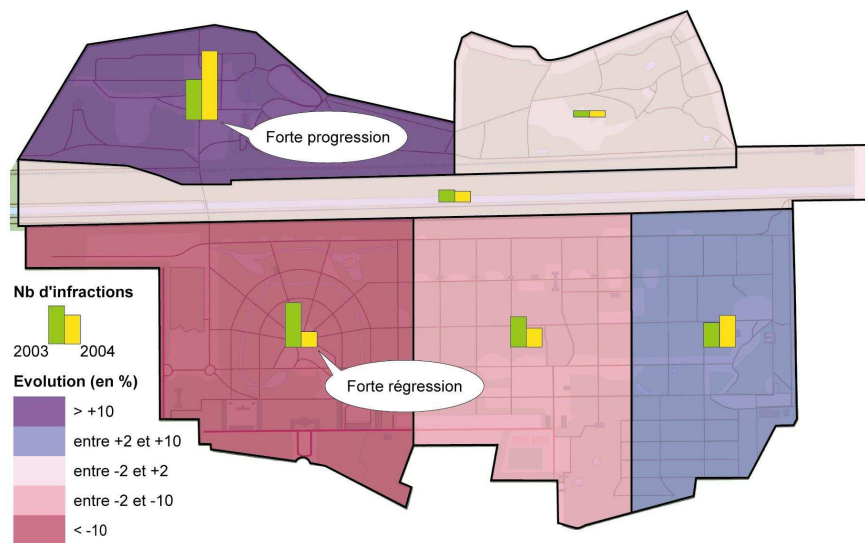 Forte progression
Nb d'infractions
2003 2004
Forte régression
Evolution (en %)
> +10
entre +2 et +10
entre -2 et +2
entre -2 et -10
< -10